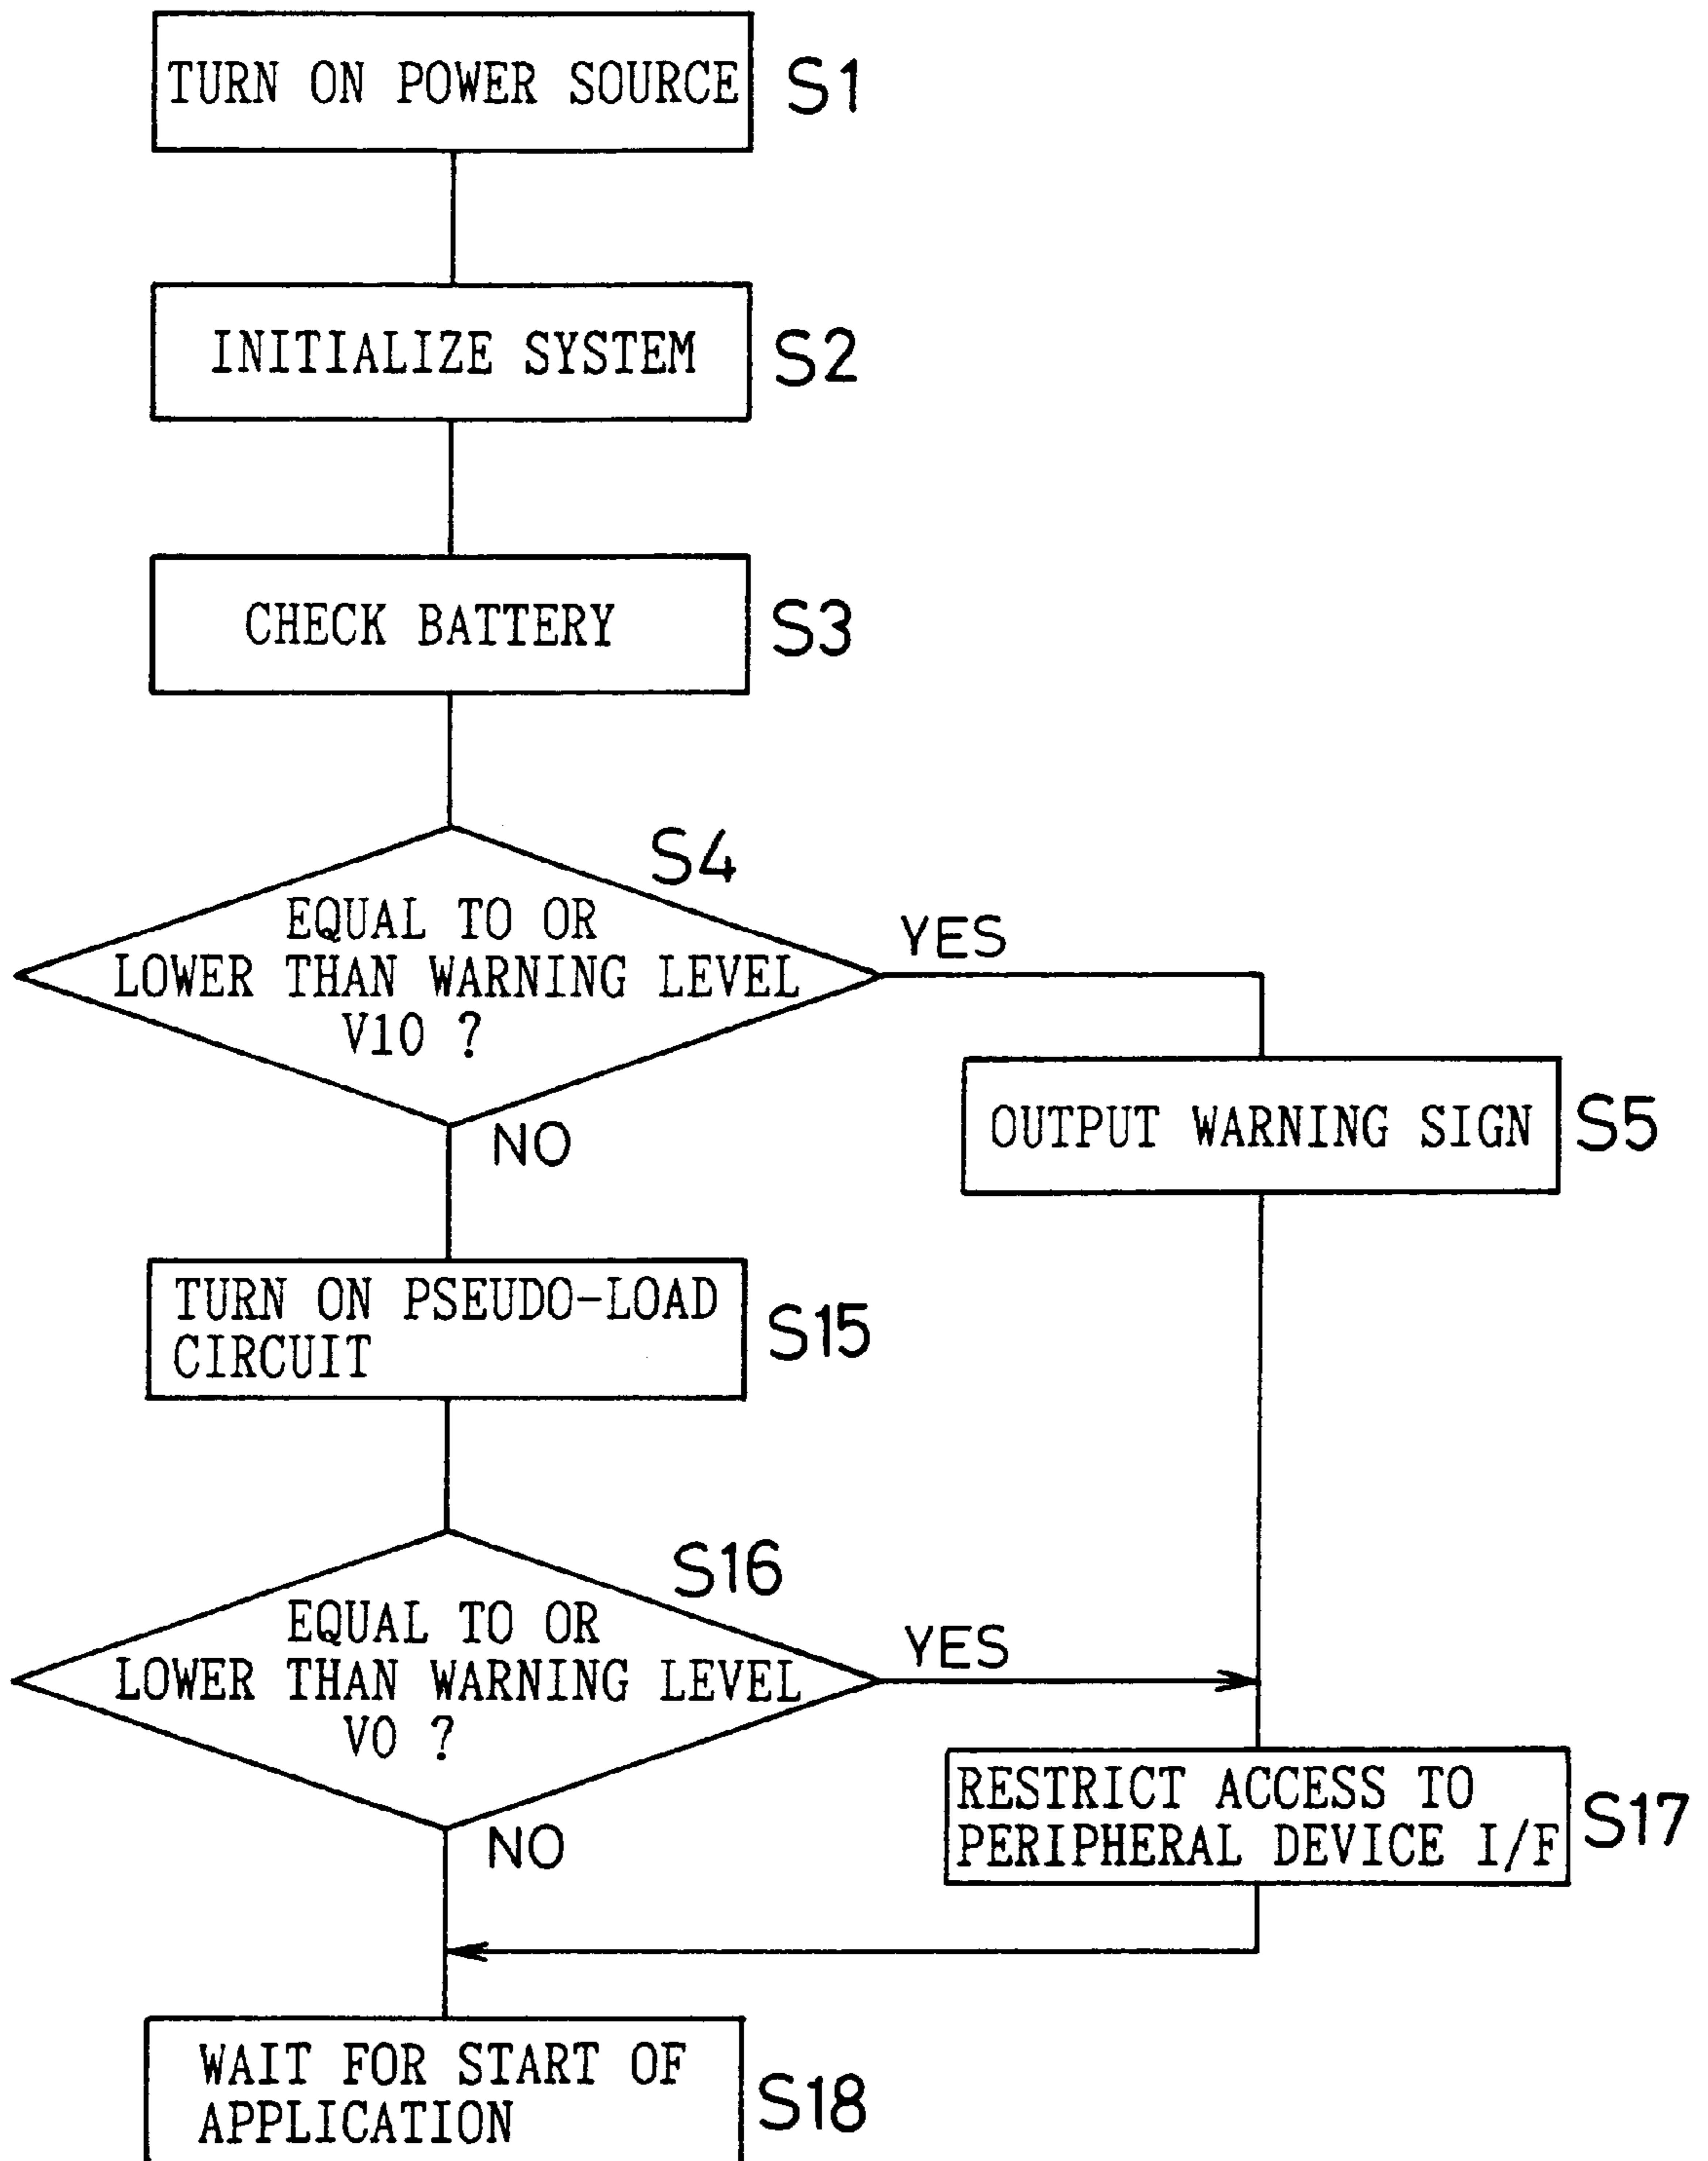 TURN ON POWER SOURCE S1
INITIALIZE SYSTEM S2
CHECK BATTERY S3
S4
EQUAL TO OR
LOWER THAN WARNING LEVEL
V10 ?
YES
NO
OUTPUT WARNING SIGN S5
TURN ON PSEUDO-LOAD
CIRCUIT
S15
S16
EQUAL TO OR
LOWER THAN WARNING LEVEL
V0 ?
YES
NO
RESTRICT ACCESS TO
PERIPHERAL DEVICE I/F
S17
WAIT FOR START OF
APPLICATION
S18